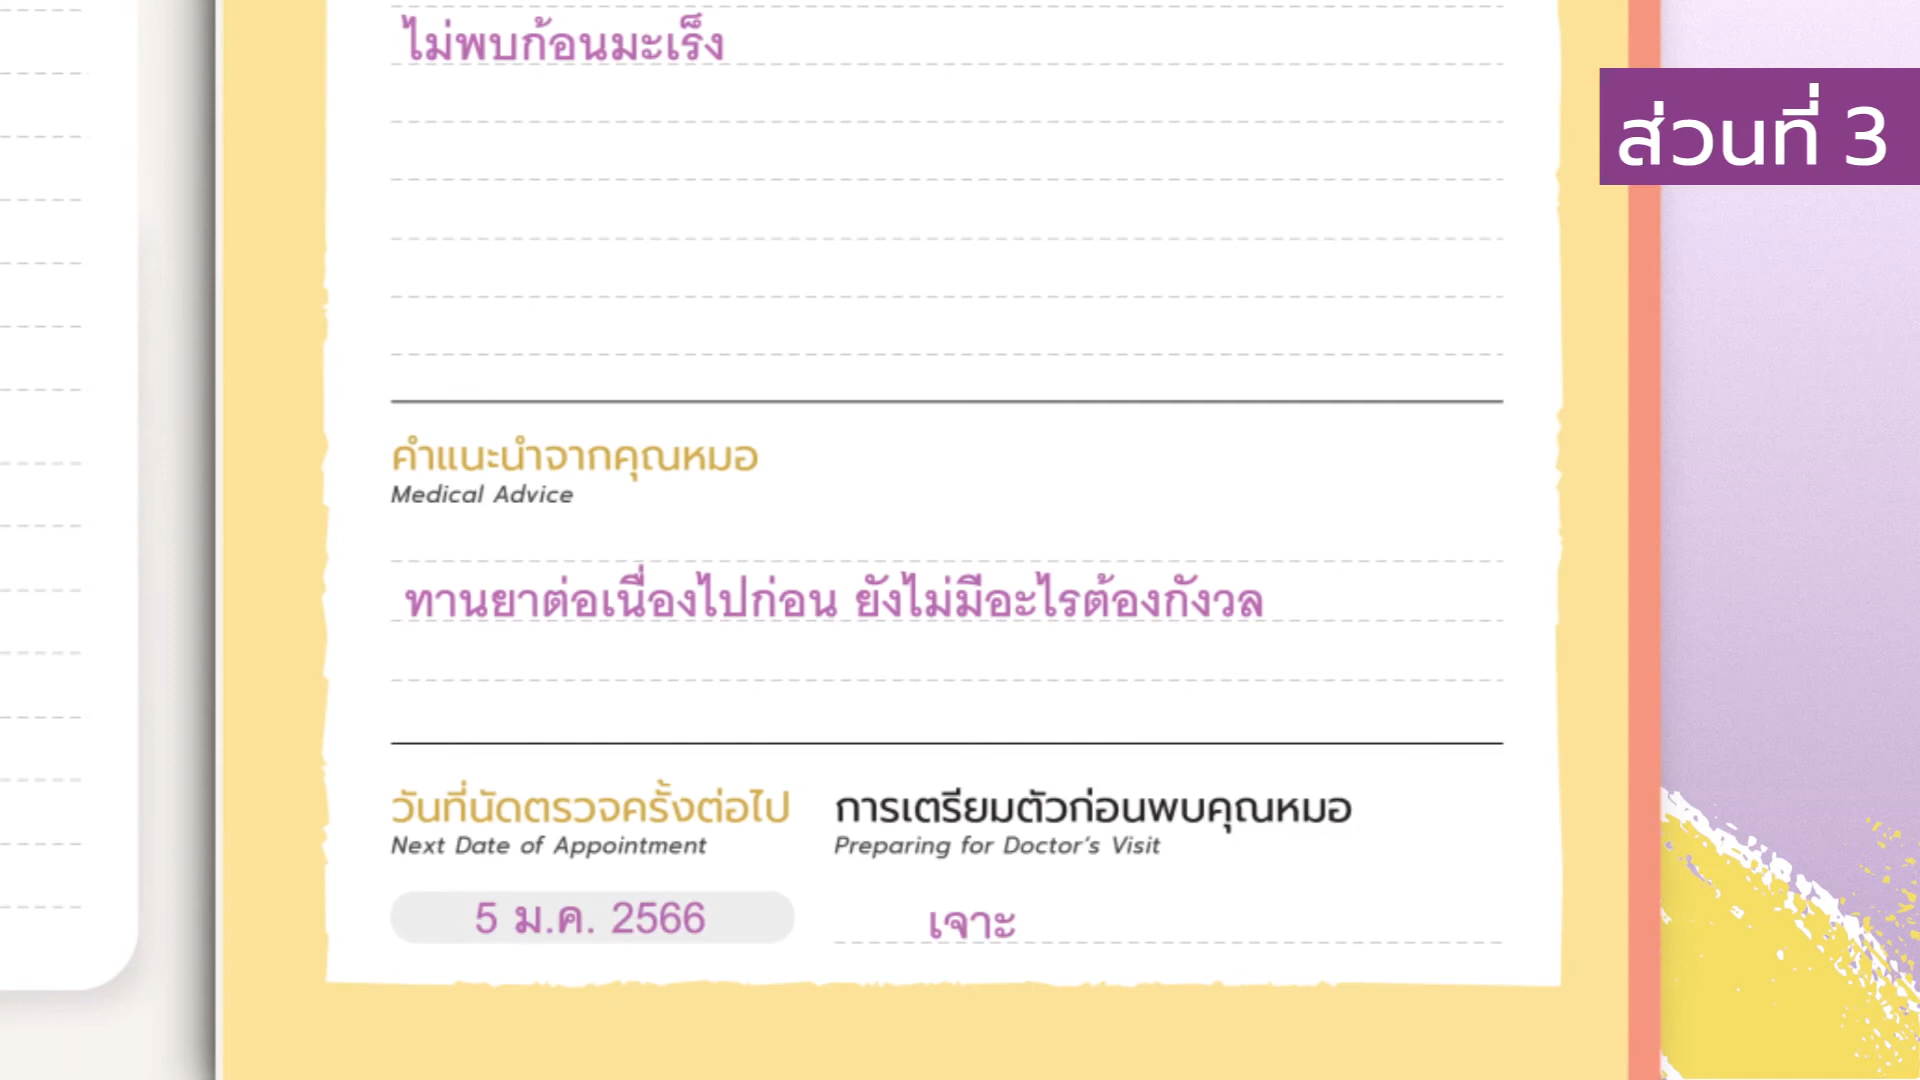 ไม่พบก้อนมะเร็ง
ส่วนที่ 3
คำแนะนำจากคุณหมอ
Medical Advice
ทานยาต่อเนื่องไปก่อน ยังไม่มีอะไรต้องกังวล
วันที่นัดตรวจครั้งต่อไป
Next Date of Appointment
5 ม.ค. 2566
การเตรียมตัวก่อนพบคุณหมอ
Preparing for Doctor's Visit
เจาะ